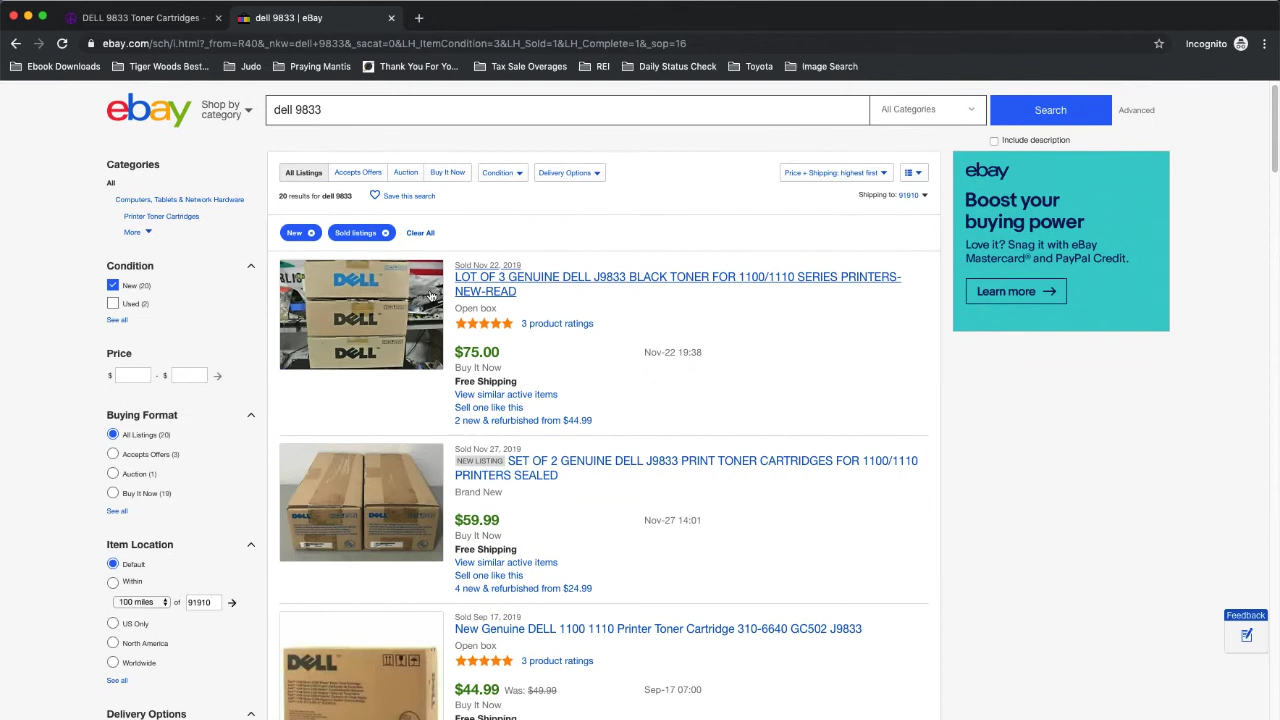 DELL 9833 Toner Cartridges -
dell 9833 | eBay
ebay.com/sch/i.html?_from=R40&_nkw=dell+9833&_sacat=0&LH_ItemCondition=3&LH_Sold=1&LH_Complete=1&_sop=16
Incognito
Ebook Downloads
Tiger Woods Best...
Judo
Praying Mantis
Thank You For You...
Tax Sale Overages
REI
Daily Status Check
Toyota
Image Search
ebay
Shop by
category
dell 9833
All Categories
Search
Advanced
Include description
Categories
All
Computers, Tablets & Network Hardware
Printer Toner Cartridges
More
Condition
New (20)
Used (2)
See all
Price
$ - $
Buying Format
All Listings (20)
Accepts Offers (3)
Auction (1)
Buy It Now (19)
See all
Item Location
Default
Within
100 miles of 91910
US Only
North America
Worldwide
See all
Delivery Options
All Listings
Accepts Offers
Auction
Buy It Now
Condition
Delivery Options
Price + Shipping: highest first
20 results for dell 9833
Save this search
Shipping to: 91910
New
Sold listings
Clear All
DELL
DELL
DELL
Sold Nov 22, 2019
LOT OF 3 GENUINE DELL J9833 BLACK TONER FOR 1100/1110 SERIES PRINTERS-
NEW-READ
Open box
3 product ratings
$75.00
Nov-22 19:38
Buy It Now
Free Shipping
View similar active items
Sell one like this
2 new & refurbished from $44.99
DELL
DELL
Sold Nov 27, 2019
NEW LISTING SET OF 2 GENUINE DELL J9833 PRINT TONER CARTRIDGES FOR 1100/1110
PRINTERS SEALED
Brand New
$59.99
Nov-27 14:01
Buy It Now
Free Shipping
View similar active items
Sell one like this
4 new & refurbished from $24.99
DELL
Sold Sep 17, 2019
New Genuine DELL 1100 1110 Printer Toner Cartridge 310-6640 GC502 J9833
Open box
3 product ratings
$44.99 Was: $49.99
Sep-17 07:00
Buy It Now
Free Shipping
ebay
Boost your
buying power
Love it? Snag it with eBay
Mastercard® and PayPal Credit.
Learn more
Feedback